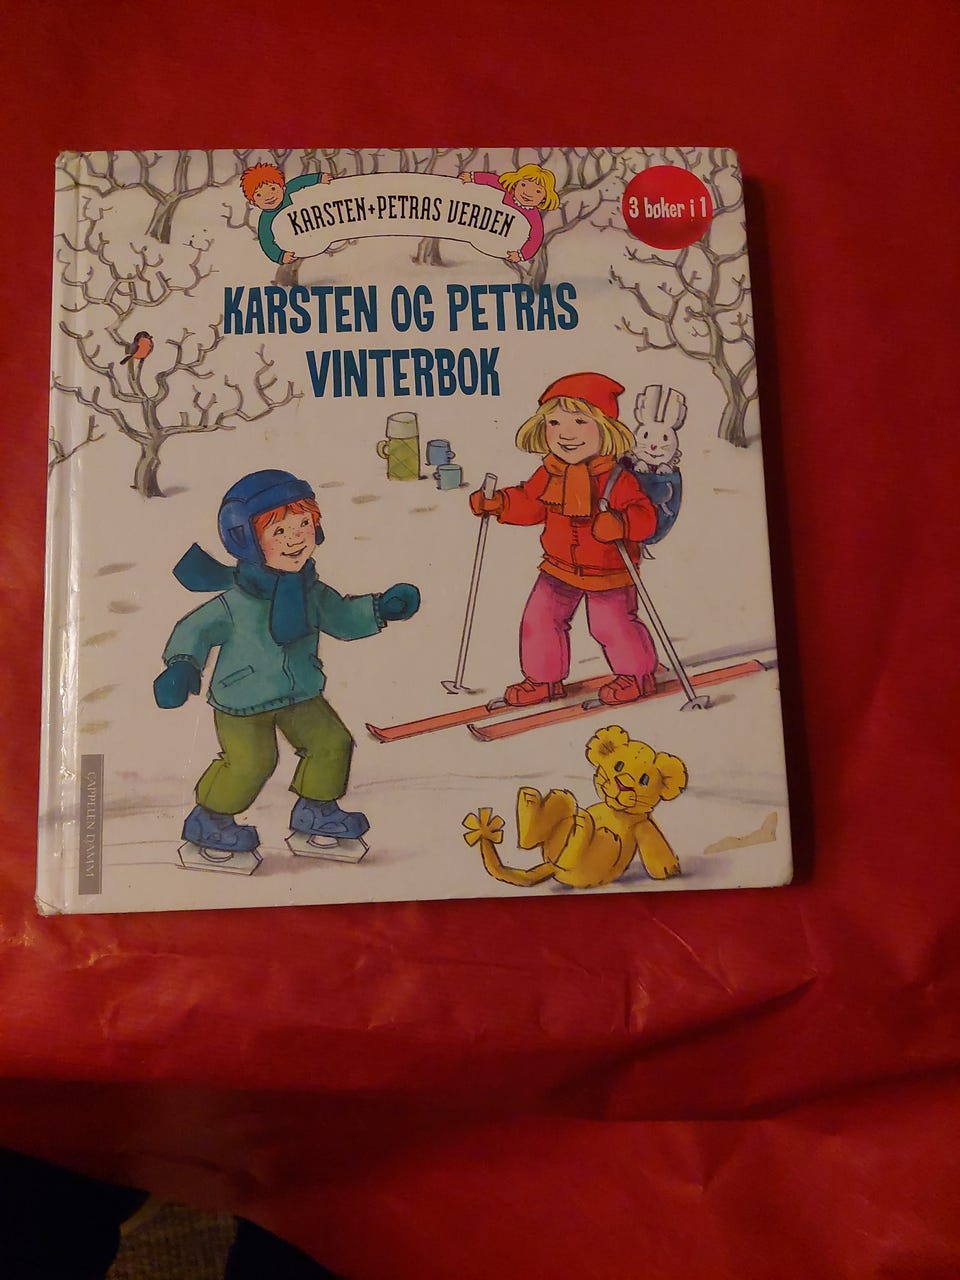 KARSTEN+PETRAS VERDEN
3 bøker i 1
KARSTEN OG PETRAS
VINTERBOK
CAPPELEN DAMM